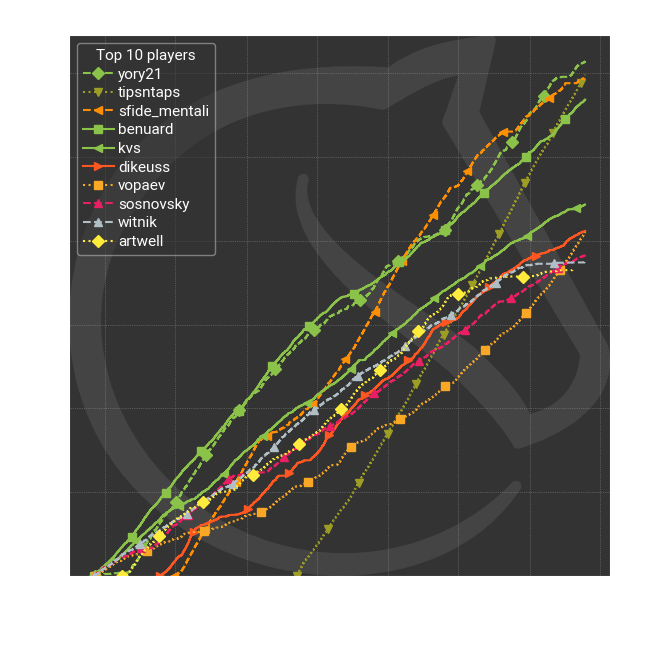 Top 10 players
yory21
tipsntaps
sfide_mentali
benuard
kvs
dikeuss
vopaev
sosnovsky
witnik
artwell